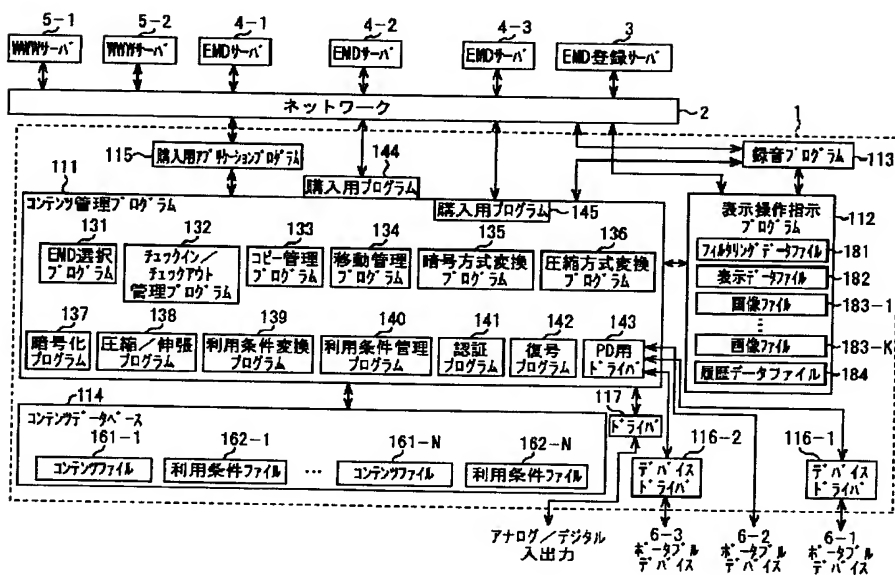 5-1 5-2 4-1 4-2 4-3 3
WWWサーバ WWWサーバ EMDサーバ EMDサーバ EMDサーバ EMD登録サーバ
ネットワーク 2
1
115 購入用アプリケーションプログラム 144 録音プログラム 113
111 購入用プログラム
コンテンツ管理プログラム 購入用プログラム 145
表示操作指示 112
プログラム
131 132 133 134 135 136
EMD選択
プログラム
チェックイン/
チェックアウト
管理プログラム
コピー管理
プログラム
移動管理
プログラム
暗号方式変換
プログラム
圧縮方式変換
プログラム
フィルタリングデータファイル 181
表示データファイル 182
画像ファイル 183-1
⋮
画像ファイル 183-K
履歴データファイル 184
137 138 139 140 141 142 143
暗号化
プログラム
圧縮/伸張
プログラム
利用条件変換
プログラム
利用条件管理
プログラム
認証
プログラム
復号
プログラム
PD用
ドライバ
114
コンテンツデータベース
117
ドライバ
161-1 162-1 161-N 162-N
コンテンツファイル 利用条件ファイル … コンテンツファイル 利用条件ファイル
116-2 116-1
デバイス
ドライバ
デバイス
ドライバ
アナログ/デジタル
入出力
6-3
ポータブル
デバイス
6-2
ポータブル
デバイス
6-1
ポータブル
デバイス